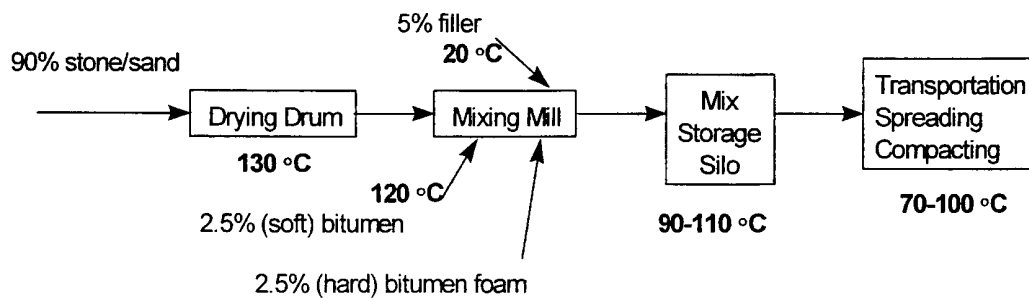 5% filler
20 °C
90% stone/sand
Drying Drum
Mixing Mill
Mix
Storage
Silo
Transportation
Spreading
Compacting
130 °C
120 °C
2.5% (soft) bitumen
90-110 °C
70-100 °C
2.5% (hard) bitumen foam